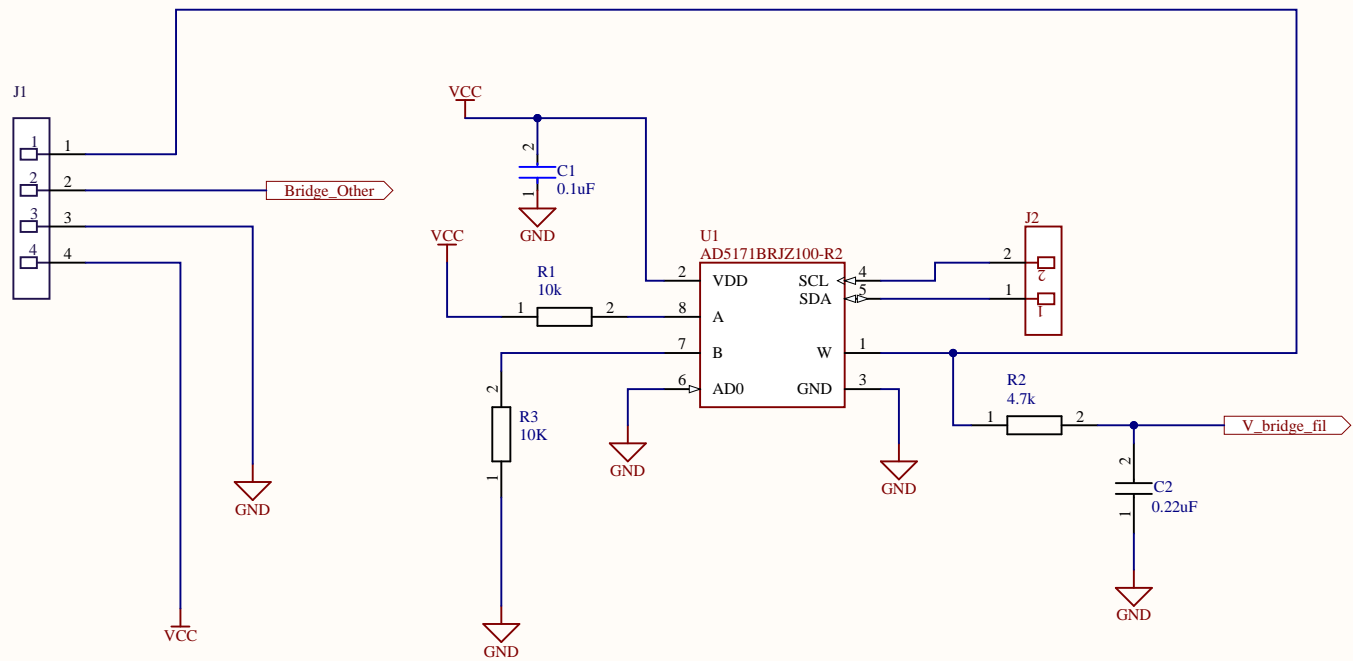 J1
1 1
2 2
3 3
4 4
Bridge_Other
GND
VCC
VCC
2
1
C1
0.1uF
GND
VCC
R1
10k
1 2
U1
AD5171BRJZ100-R2
2 VDD
8 A
7 B
6 AD0
SCL 4
SDA 5
W 1
GND 3
J2
2 2
1 1
2
R3
10K
1
GND
GND
GND
R2
4.7k
1 2
V_bridge_fil
2
C2
0.22uF
1
GND